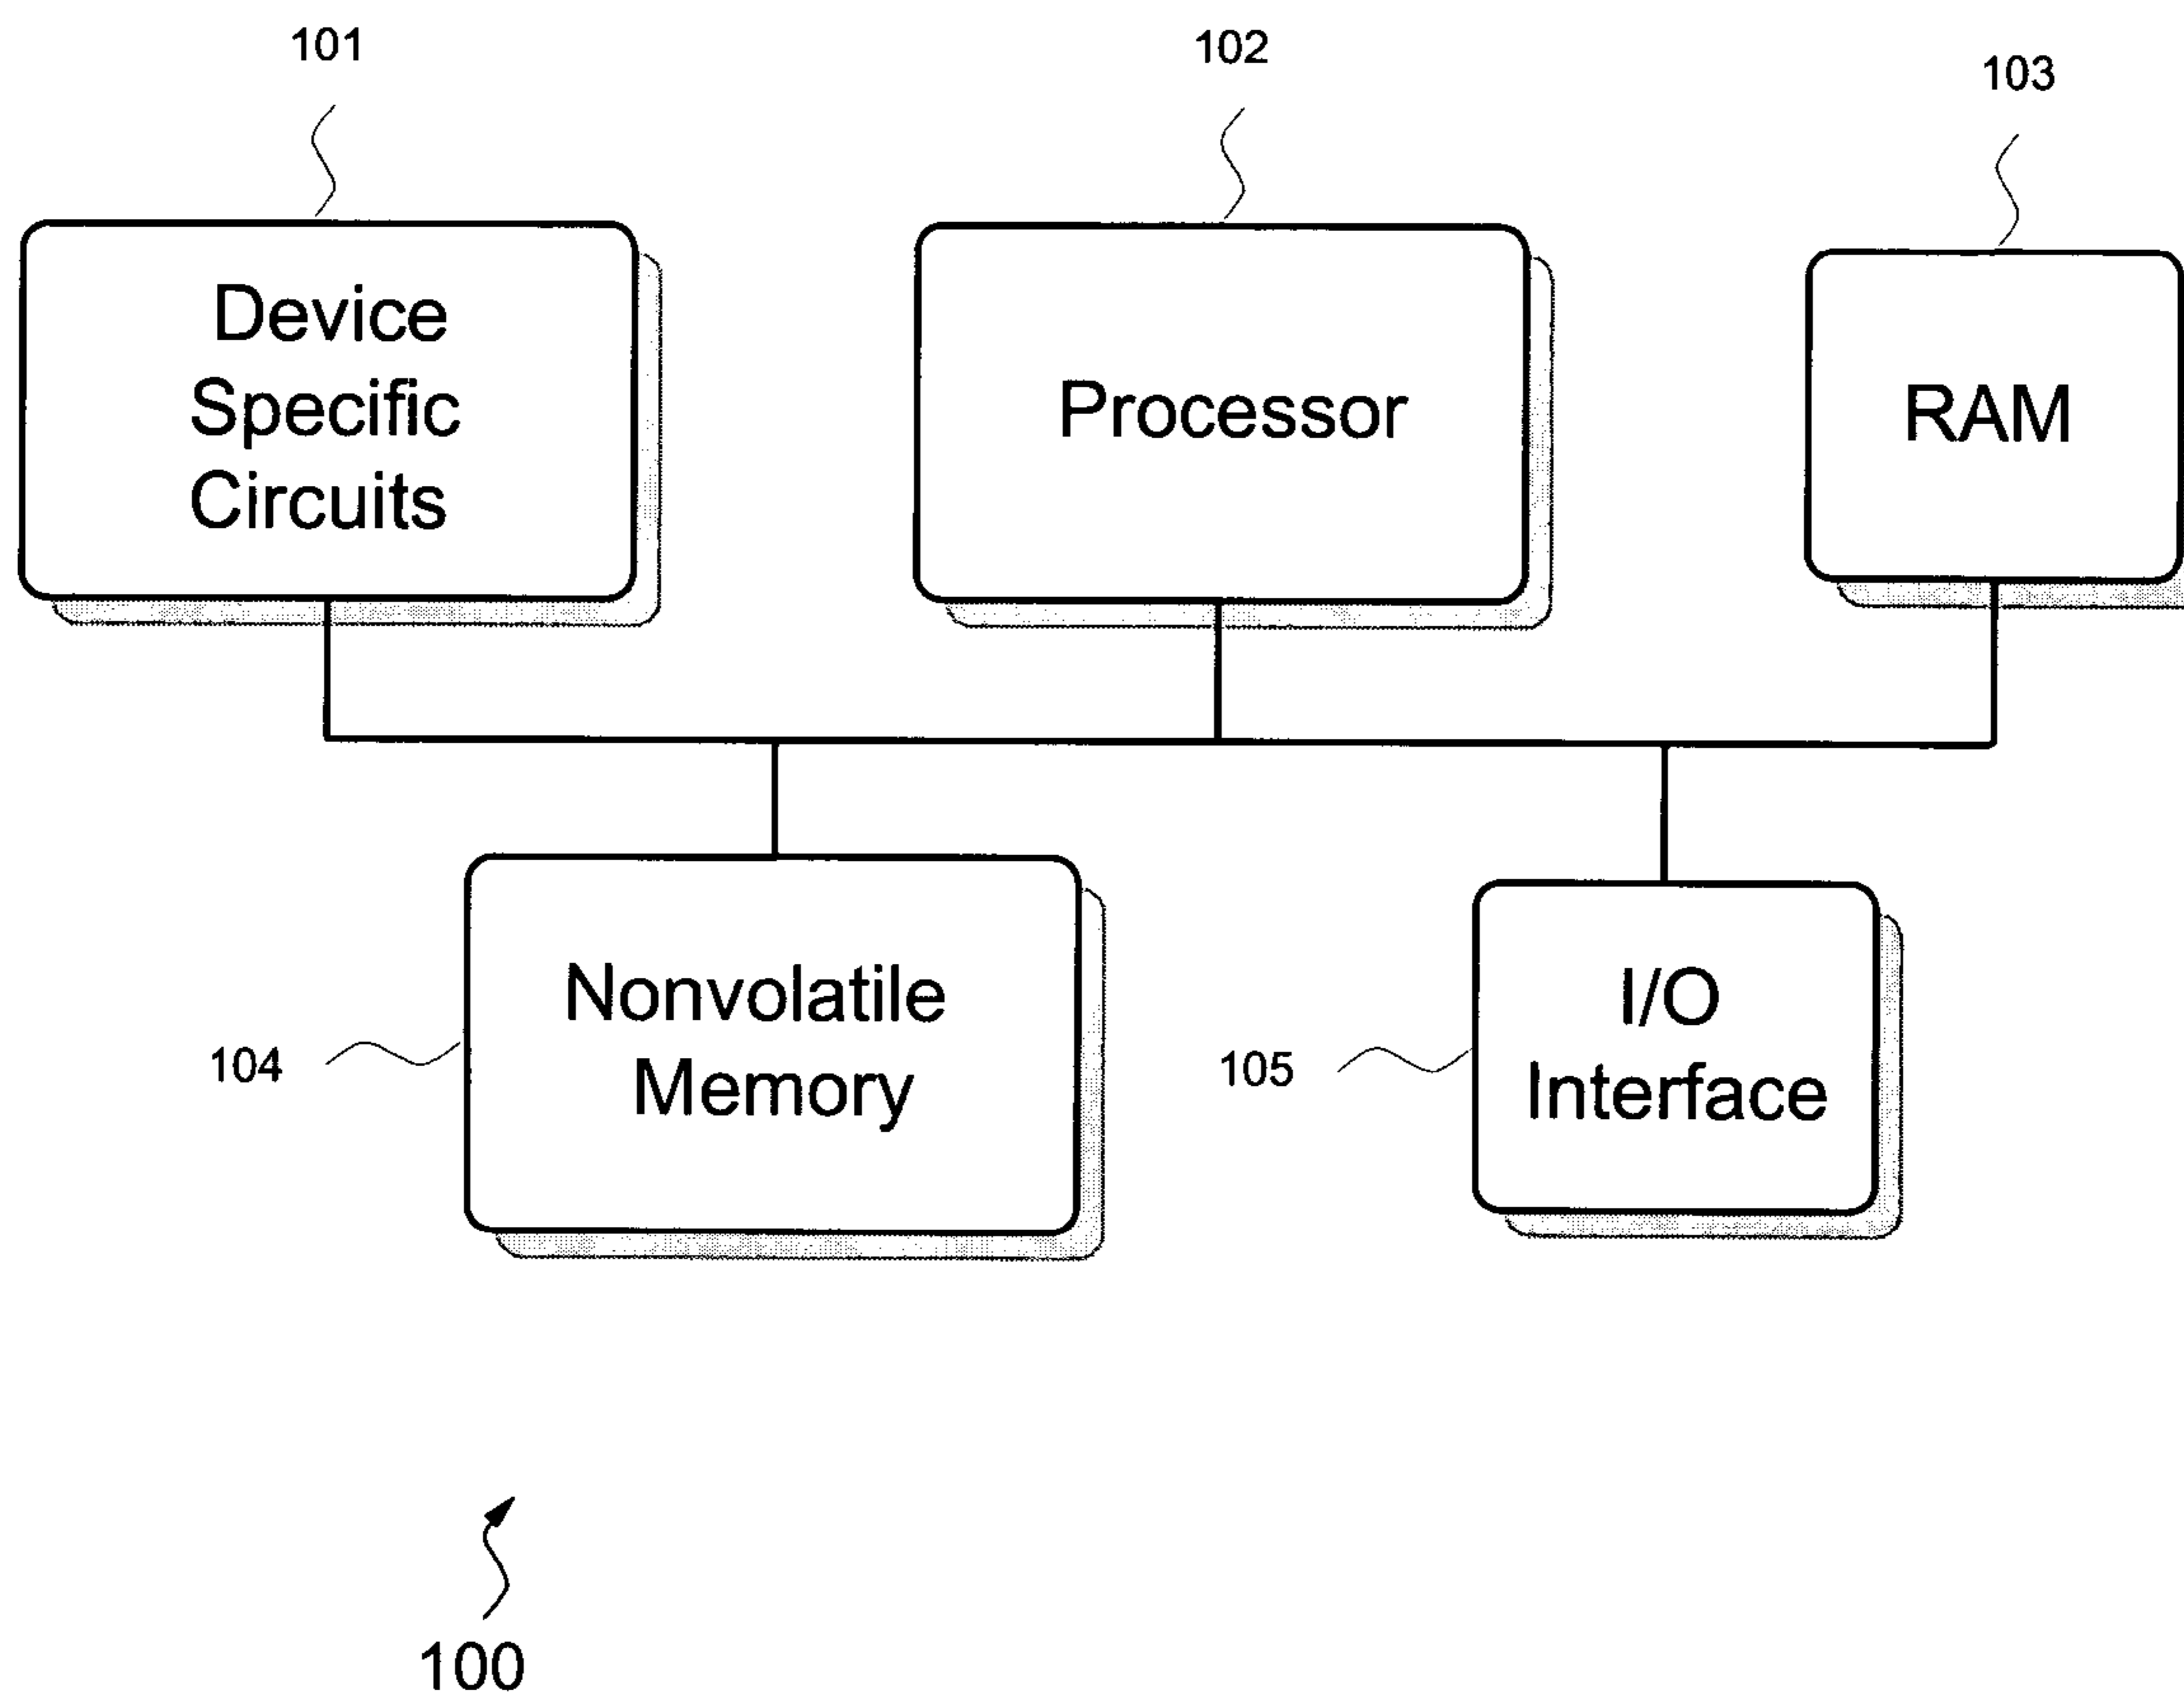 101
102
103
Device
Specific
Circuits
Processor
RAM
Nonvolatile
Memory
104
I/O
Interface
105
100